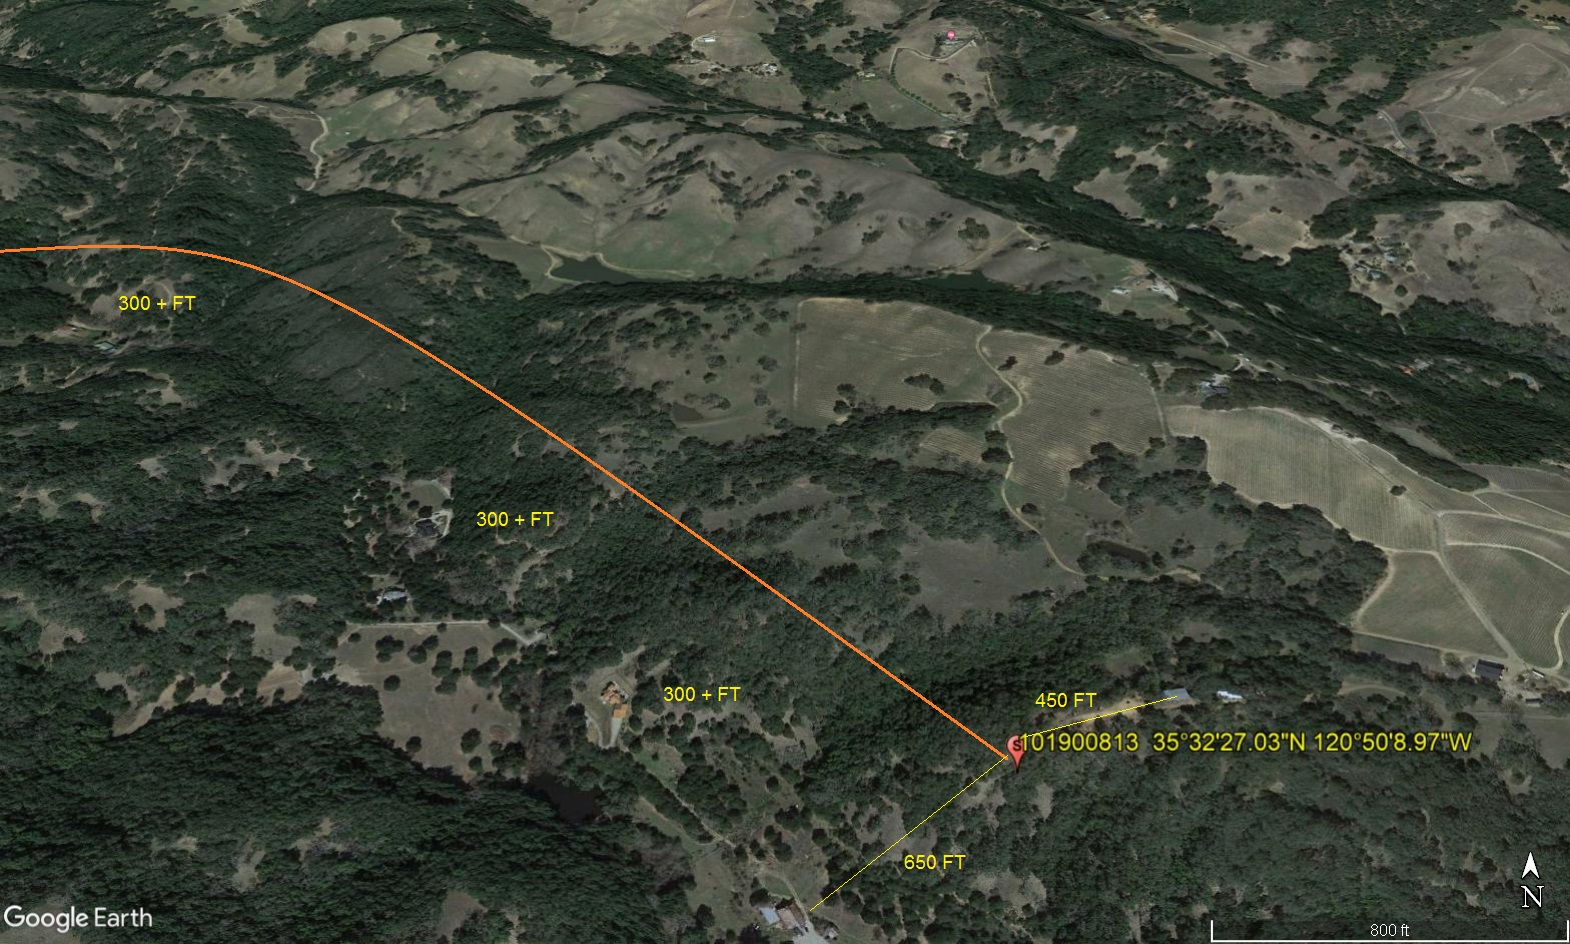 300 + FT
300 + FT
300 + FT
450 FT
S101900813 35°32'27.03"N 120°50'8.97"W
650 FT
N
Google Earth
800 ft